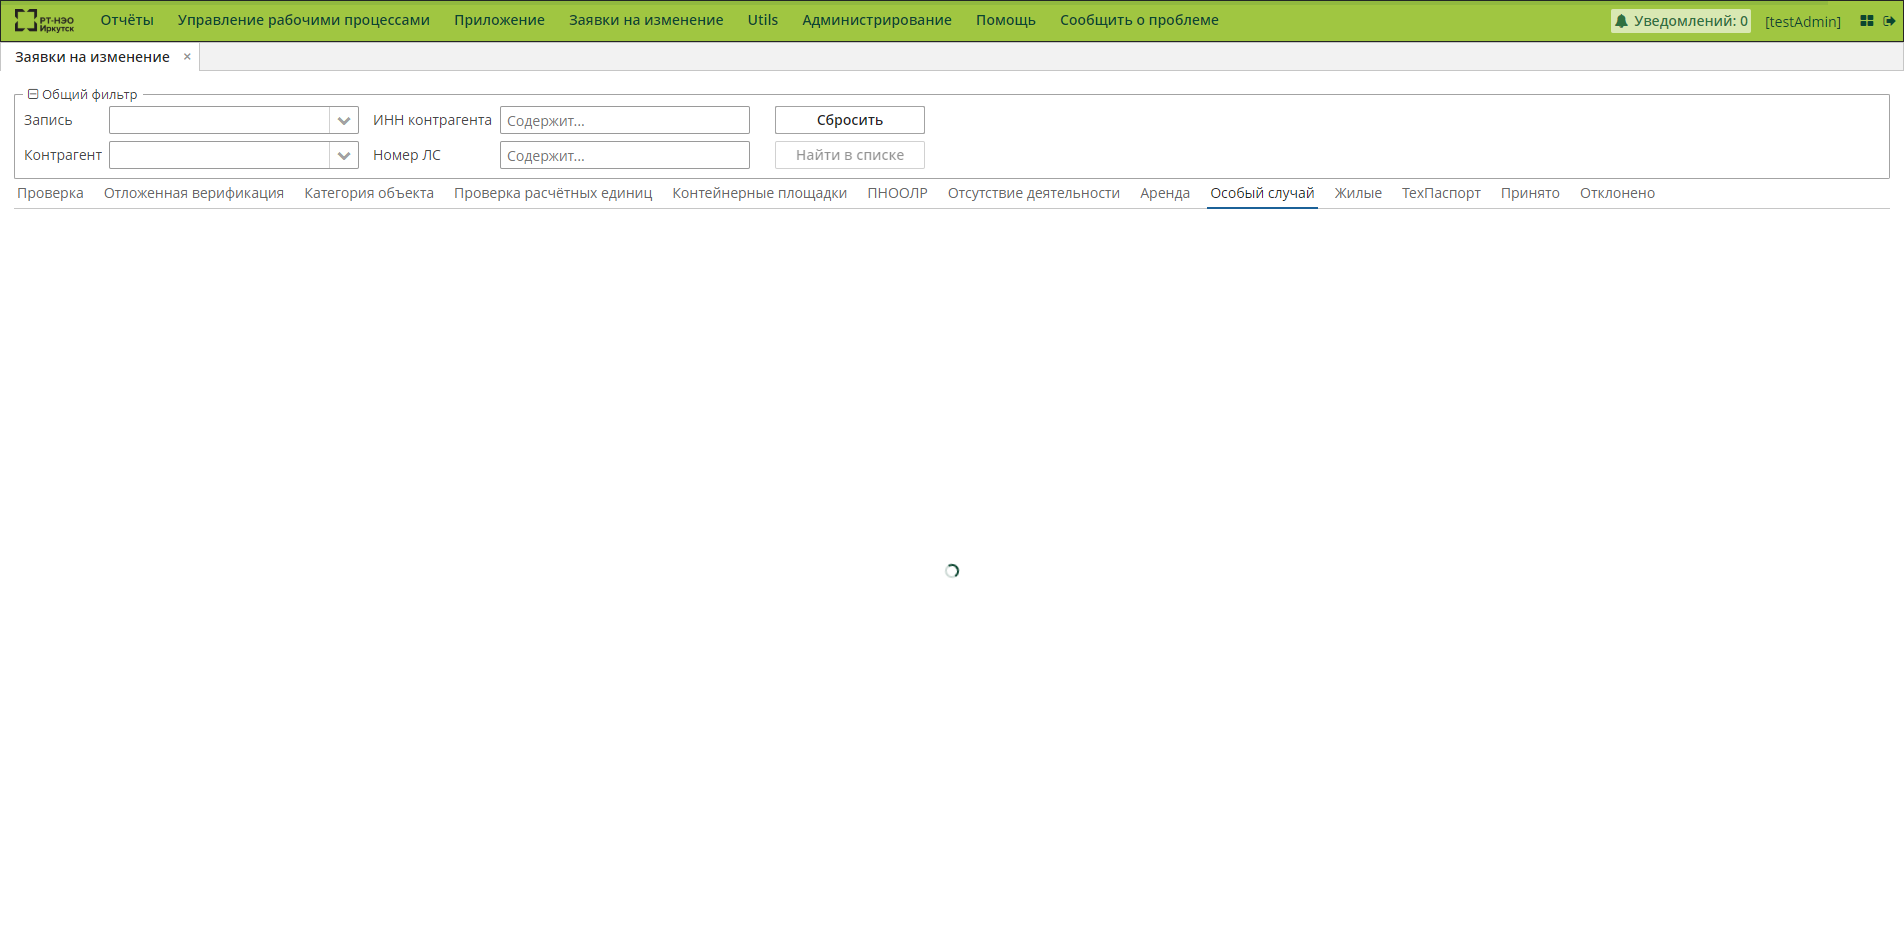 РТ-НЭО Иркутск
Отчёты Управление рабочими процессами Приложение Заявки на изменение Utils Администрирование Помощь Сообщить о проблеме Уведомлений: 0 [testAdmin]
Заявки на изменение ×
Общий фильтр
Запись ИНН контрагента Содержит... Сбросить
Контрагент Номер ЛС Содержит... Найти в списке
Проверка Отложенная верификация Категория объекта Проверка расчётных единиц Контейнерные площадки ПНООЛР Отсутствие деятельности Аренда Особый случай Жилые ТехПаспорт Принято Отклонено